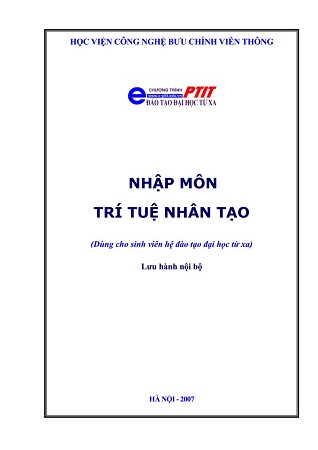 HỌC VIỆN CÔNG NGHỆ BƯU CHÍNH VIỄN THÔNG
CHƯƠNG TRÌNH PTIT
e
ĐÀO TẠO ĐẠI HỌC TỪ XA
NHẬP MÔN
TRÍ TUỆ NHÂN TẠO
(Dùng cho sinh viên hệ đào tạo đại học từ xa)
Lưu hành nội bộ
HÀ NỘI - 2007